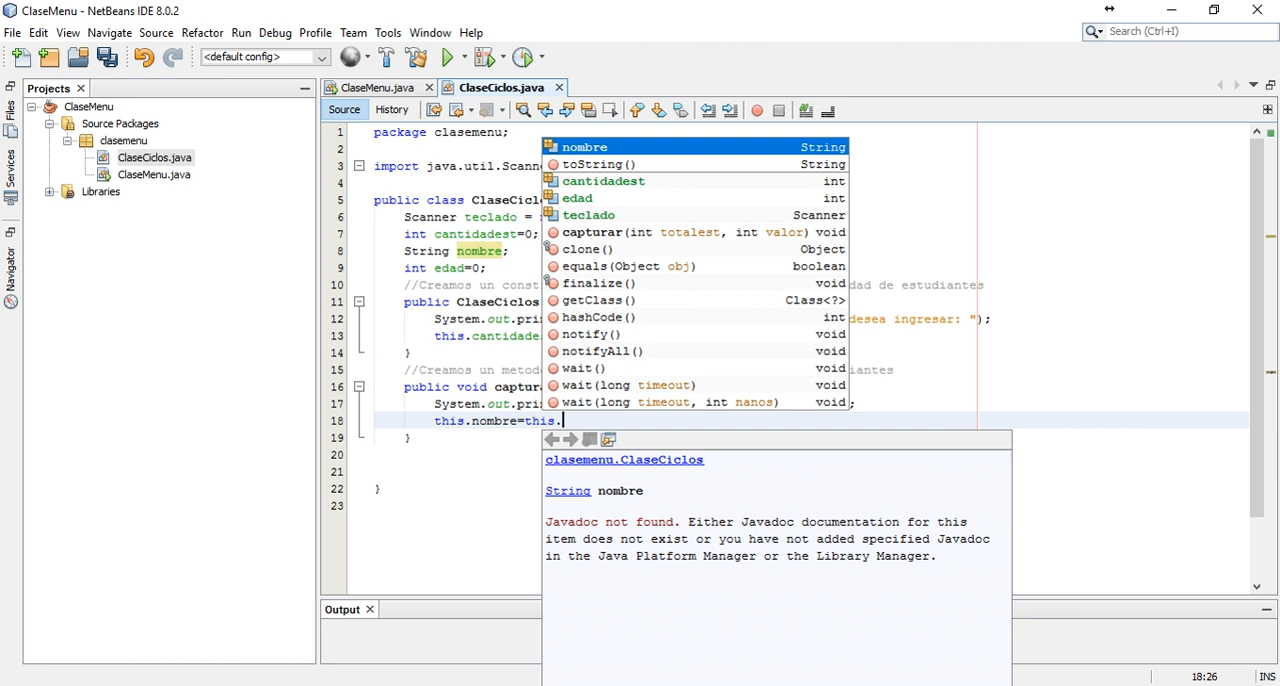 ClaseMenu - NetBeans IDE 8.0.2
File Edit View Navigate Source Refactor Run Debug Profile Team Tools Window Help
Search (Ctrl+I)
<default config>
Projects
ClaseMenu
Source Packages
clasemenu
ClaseCiclos.java
ClaseMenu.java
Libraries
Files
Services
Navigator
ClaseMenu.java ClaseCiclos.java
Source History
1 package clasemenu;
2
3 import java.util.Scann
4
5 public class ClaseCicl
6 Scanner teclado =
7 int cantidadest=0;
8 String nombre;
9 int edad=0;
10 //Creamos un const dad de estudiantes
11 public ClaseCiclos
12 System.out.pri desea ingresar: ");
13 this.cantidade
14 }
15 //Creamos un metod iantes
16 public void captur
17 System.out.pri ;
18 this.nombre=this.
19 }
20
21
22 }
23
nombre String
toString() String
cantidadest int
edad int
teclado Scanner
capturar(int totalest, int valor) void
clone() Object
equals(Object obj) boolean
finalize() void
getClass() Class<?>
hashCode() int
notify() void
notifyAll() void
wait() void
wait(long timeout) void
wait(long timeout, int nanos) void
clasemenu.ClaseCiclos
String nombre
Javadoc not found. Either Javadoc documentation for this
item does not exist or you have not added specified Javadoc
in the Java Platform Manager or the Library Manager.
Output
18:26 INS